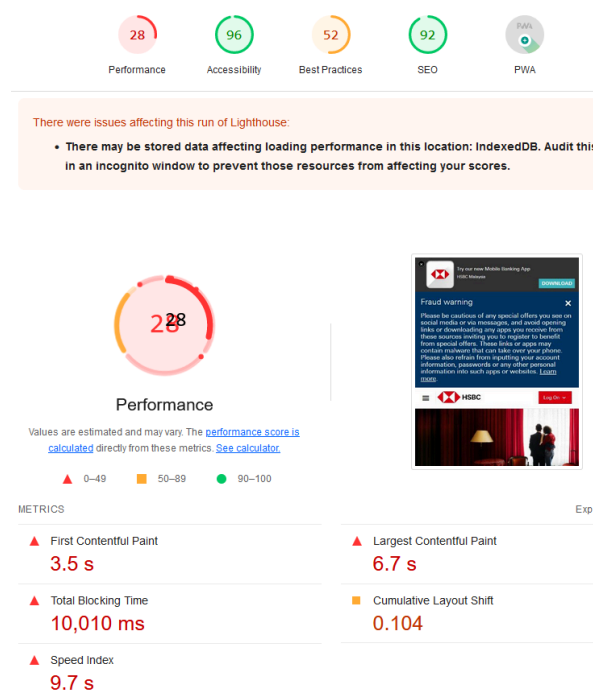 28
96
52
92
PWA
Performance
Accessibility
Best Practices
SEO
PWA
There were issues affecting this run of Lighthouse:
• There may be stored data affecting loading performance in this location: IndexedDB. Audit this
in an incognito window to prevent those resources from affecting your scores.
28
28
Performance
Values are estimated and may vary. The performance score is
calculated directly from these metrics. See calculator.
0–49
50–89
90–100
Try our new Mobile Banking App
HSBC Malaysia
DOWNLOAD
Fraud warning
Please be cautious of any special offers you see on
social media or via messages, and avoid opening
links or downloading any apps you receive from
these sources inviting you to register to benefit
from special offers. These links or apps may
contain malware that can take over your phone.
Please also refrain from inputting your account
information, passwords or any other personal
information into such apps or websites. Learn
more.
HSBC
Log On
METRICS
Exp
First Contentful Paint
3.5 s
Largest Contentful Paint
6.7 s
Total Blocking Time
10,010 ms
Cumulative Layout Shift
0.104
Speed Index
9.7 s